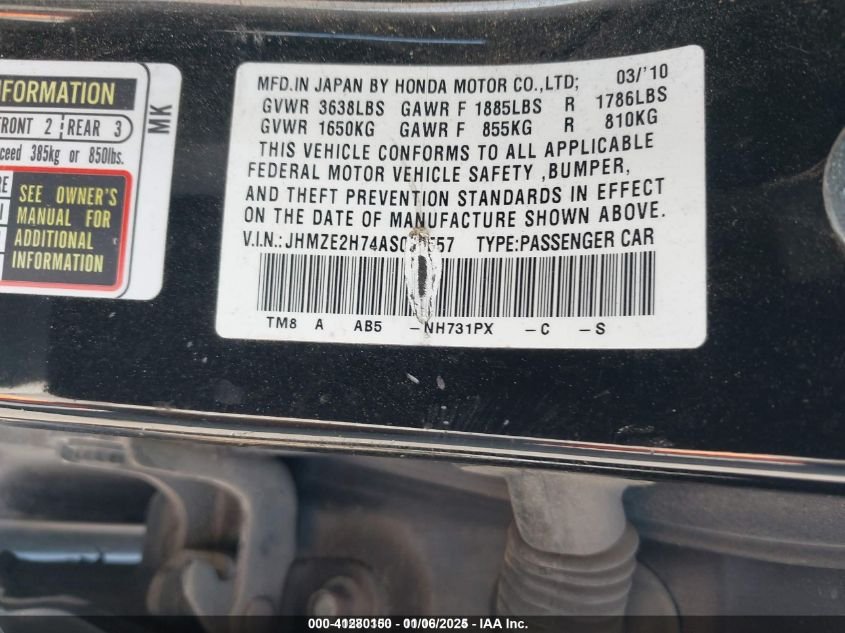 NFORMATION
FRONT 2 REAR 3
ceed 385kg or 850lbs.
SEE OWNER'S
MANUAL FOR
ADDITIONAL
INFORMATION
MK
MFD.IN JAPAN BY HONDA MOTOR CO.,LTD; 03/'10
GVWR 3638LBS GAWR F 1885LBS R 1786LBS
GVWR 1650KG GAWR F 855KG R 810KG
THIS VEHICLE CONFORMS TO ALL APPLICABLE
FEDERAL MOTOR VEHICLE SAFETY ,BUMPER,
AND THEFT PREVENTION STANDARDS IN EFFECT
ON THE DATE OF MANUFACTURE SHOWN ABOVE.
V.I.N.: TYPE:PASSENGER CAR
TM8 A AB5 -NH731PX -C -S
000-41280150 - 01/06/2025 - IAA Inc.